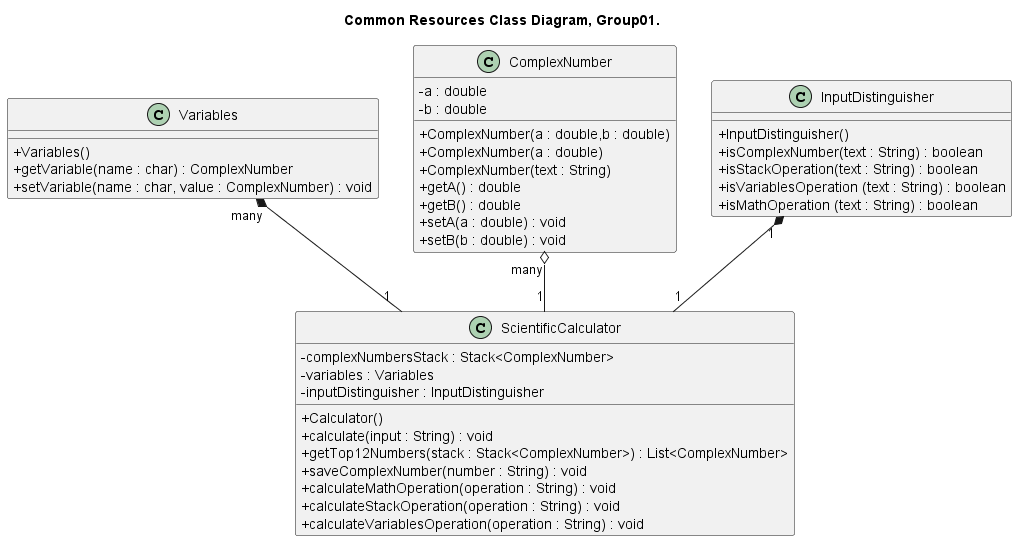 Common Resources Class Diagram, Group01.
C Variables
+Variables()
+getVariable(name : char) : ComplexNumber
+setVariable(name : char, value : ComplexNumber) : void
C ComplexNumber
-a : double
-b : double
+ComplexNumber(a : double,b : double)
+ComplexNumber(a : double)
+ComplexNumber(text : String)
+getA() : double
+getB() : double
+setA(a : double) : void
+setB(b : double) : void
C InputDistinguisher
+InputDistinguisher()
+isComplexNumber(text : String) : boolean
+isStackOperation(text : String) : boolean
+isVariablesOperation (text : String) : boolean
+isMathOperation (text : String) : boolean
many
many
1
1
1
1
C ScientificCalculator
-complexNumbersStack : Stack<ComplexNumber>
-variables : Variables
-inputDistinguisher : InputDistinguisher
+Calculator()
+calculate(input : String) : void
+getTop12Numbers(stack : Stack<ComplexNumber>) : List<ComplexNumber>
+saveComplexNumber(number : String) : void
+calculateMathOperation(operation : String) : void
+calculateStackOperation(operation : String) : void
+calculateVariablesOperation(operation : String) : void